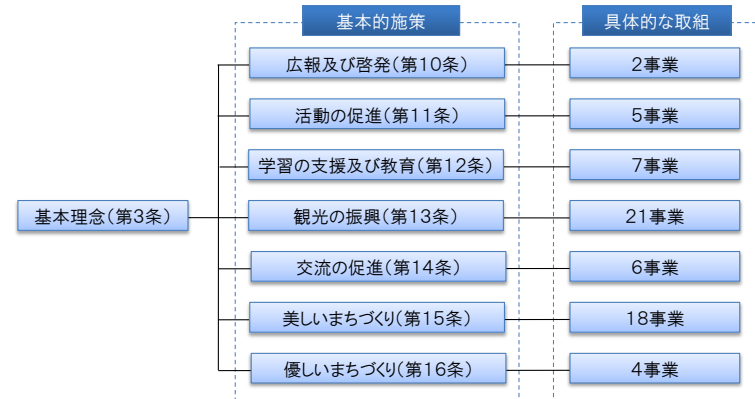 基本的施策 具体的な取組
広報及び啓発(第10条) 2事業
活動の促進(第11条) 5事業
学習の支援及び教育(第12条) 7事業
基本理念(第3条) 観光の振興(第13条) 21事業
交流の促進(第14条) 6事業
美しいまちづくり(第15条) 18事業
優しいまちづくり(第16条) 4事業